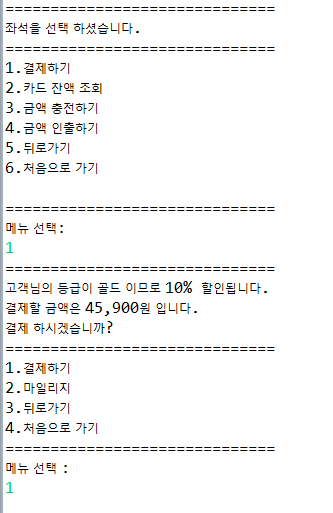 ==============================
좌석을 선택 하셨습니다.
==============================
1.결제하기
2.카드 잔액 조회
3.금액 충전하기
4.금액 인출하기
5.뒤로가기
6.처음으로 가기
==============================
메뉴 선택:
1
==============================
고객님의 등급이 골드 이므로 10% 할인됩니다.
결제할 금액은 45,900원 입니다.
결제 하시겠습니까?
==============================
1.결제하기
2.마일리지
3.뒤로가기
4.처음으로 가기
==============================
메뉴 선택 :
1